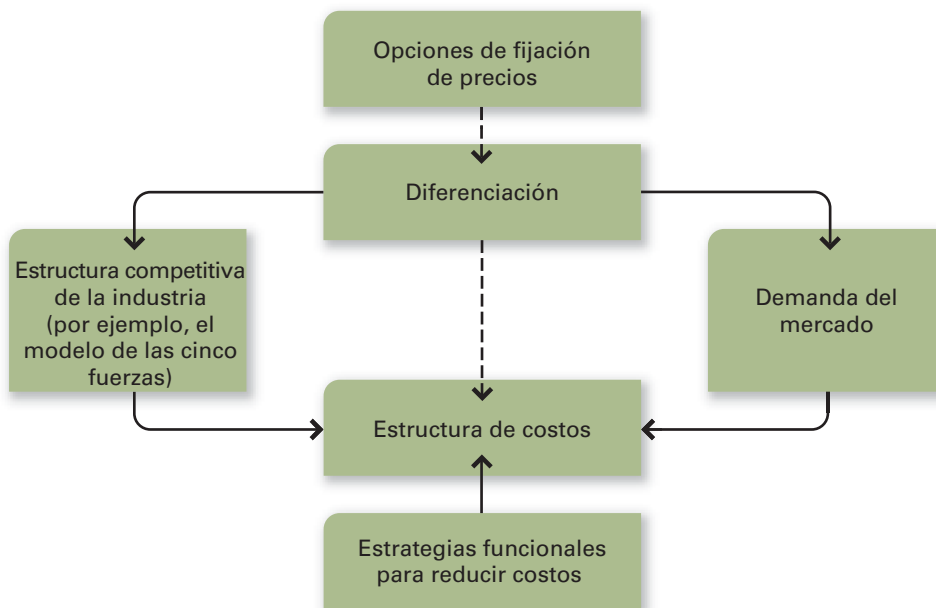 Opciones de fijación
de precios
Diferenciación
Estructura competitiva
de la industria
(por ejemplo, el
modelo de las cinco
fuerzas)
Demanda del
mercado
Estructura de costos
Estrategias funcionales
para reducir costos